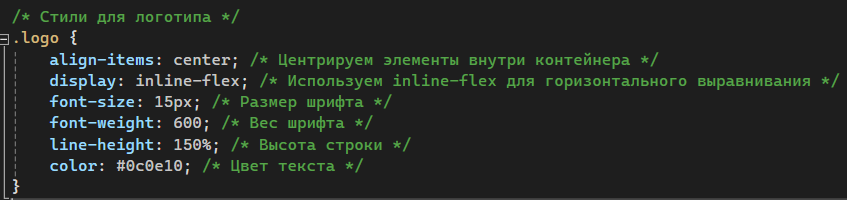 /* Стили для логотипа */
.logo {
align-items: center; /* Центрируем элементы внутри контейнера */
display: inline-flex; /* Используем inline-flex для горизонтального выравнивания */
font-size: 15px; /* Размер шрифта */
font-weight: 600; /* Вес шрифта */
line-height: 150%; /* Высота строки */
color: #0c0e10; /* Цвет текста */
}